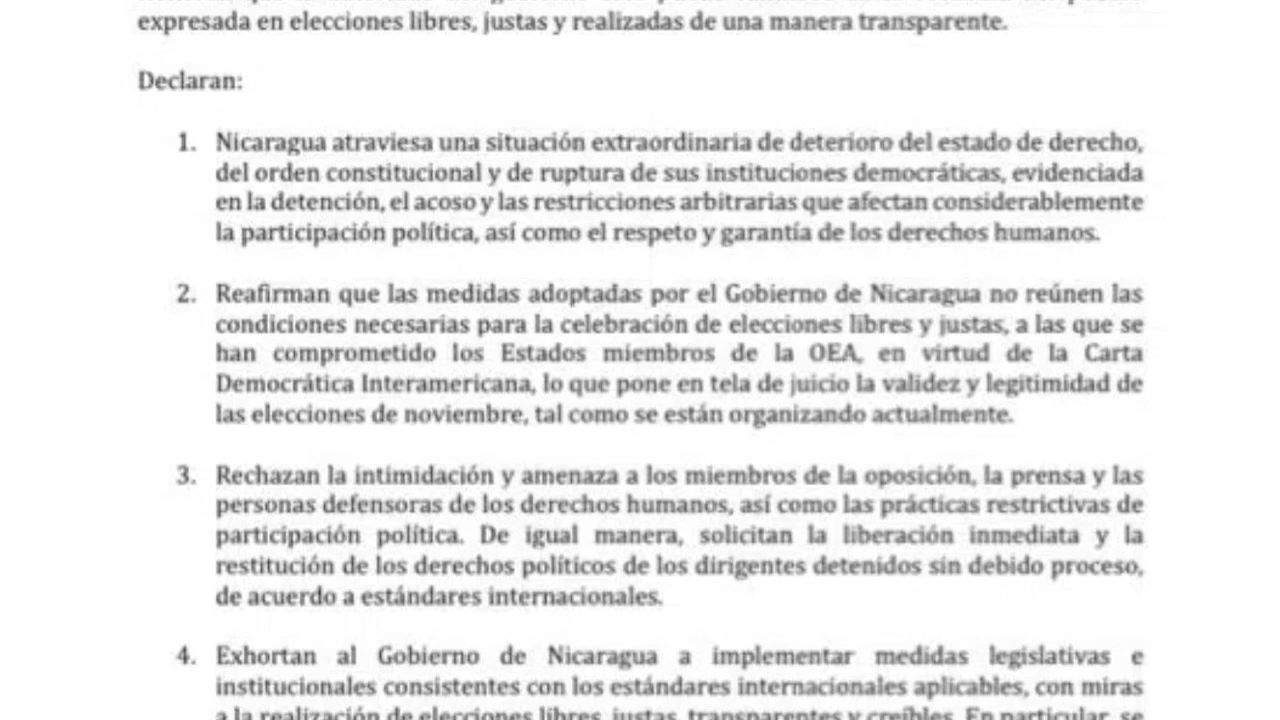 expresada en elecciones libres, justas y realizadas de una manera transparente.
Declaran:
1. Nicaragua atraviesa una situación extraordinaria de deterioro del estado de derecho,
del orden constitucional y de ruptura de sus instituciones democráticas, evidenciada
en la detención, el acoso y las restricciones arbitrarias que afectan considerablemente
la participación política, así como el respeto y garantía de los derechos humanos.
2. Reafirman que las medidas adoptadas por el Gobierno de Nicaragua no reúnen las
condiciones necesarias para la celebración de elecciones libres y justas, a las que se
han comprometido los Estados miembros de la OEA, en virtud de la Carta
Democrática Interamericana, lo que pone en tela de juicio la validez y legitimidad de
las elecciones de noviembre, tal como se están organizando actualmente.
3. Rechazan la intimidación y amenaza a los miembros de la oposición, la prensa y las
personas defensoras de los derechos humanos, así como las prácticas restrictivas de
participación política. De igual manera, solicitan la liberación inmediata y la
restitución de los derechos políticos de los dirigentes detenidos sin debido proceso,
de acuerdo a estándares internacionales.
4. Exhortan al Gobierno de Nicaragua a implementar medidas legislativas e
institucionales consistentes con los estándares internacionales aplicables, con miras
a la realización de elecciones libres, justas, transparentes y creíbles. En particular, se